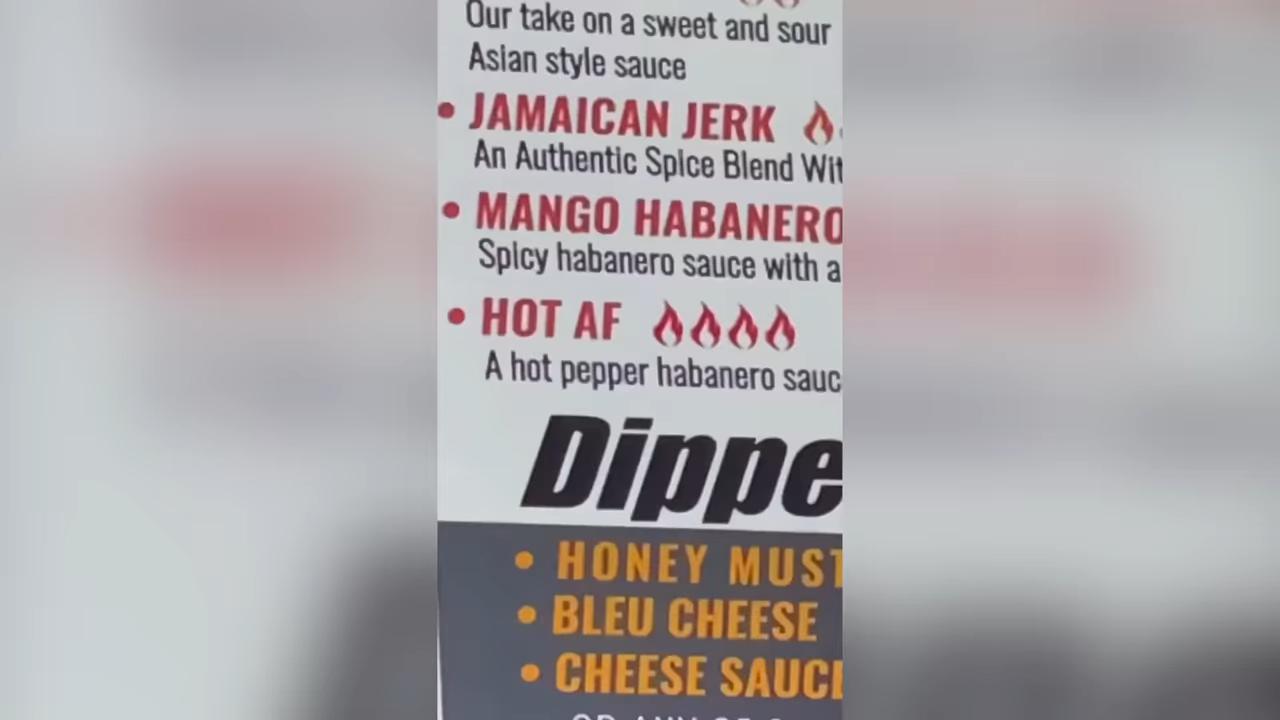 Our take on a sweet and sour
Asian style sauce
• JAMAICAN JERK
An Authentic Spice Blend Wit
• MANGO HABANERO
Spicy habanero sauce with a
• HOT AF
A hot pepper habanero sauc
Dippe
• HONEY MUST
• BLEU CHEESE
• CHEESE SAUCE